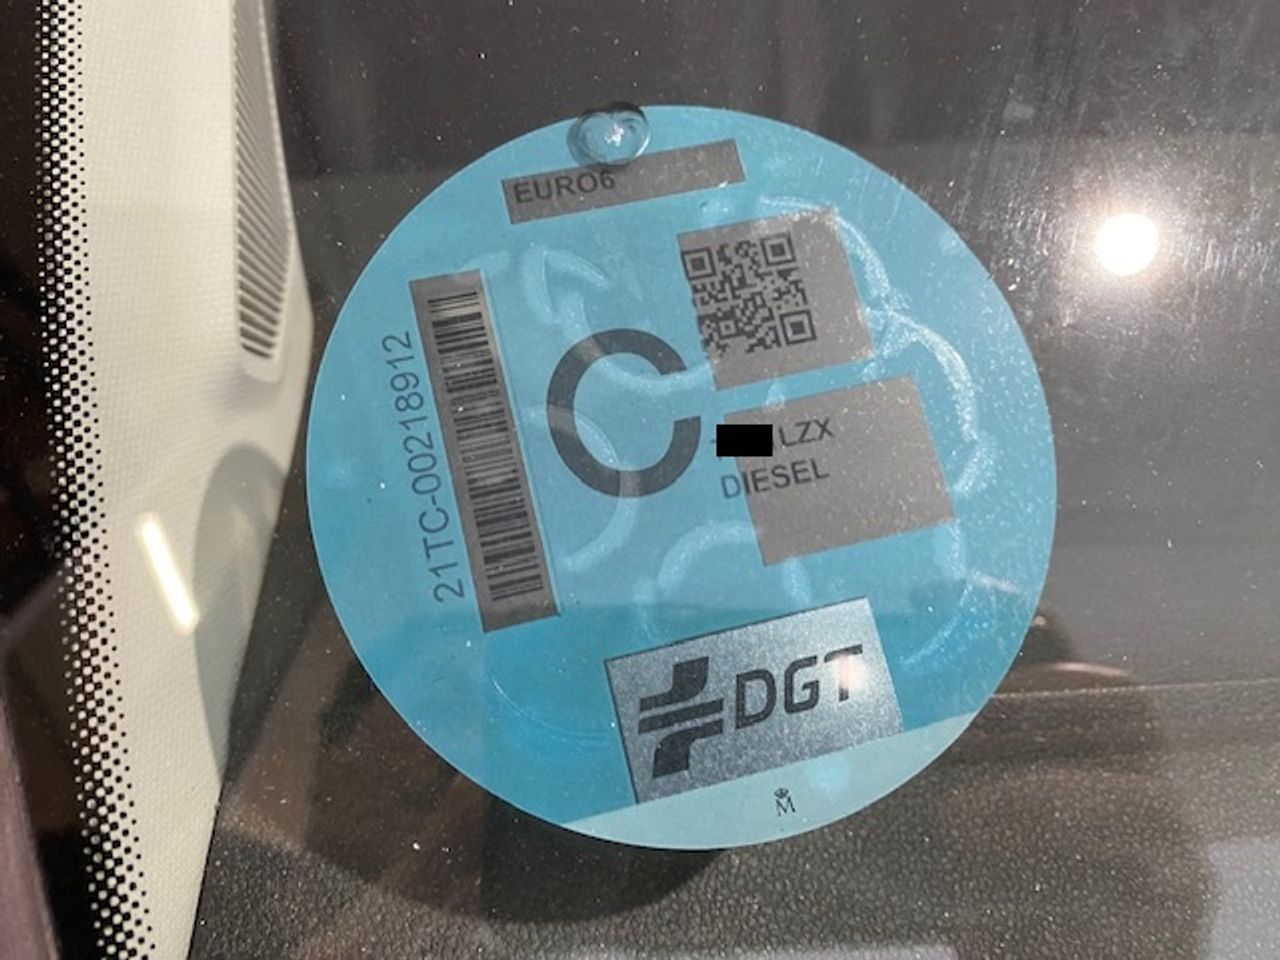 EURO6
21TC-00218912
C
LZX
DIESEL
DGT
M